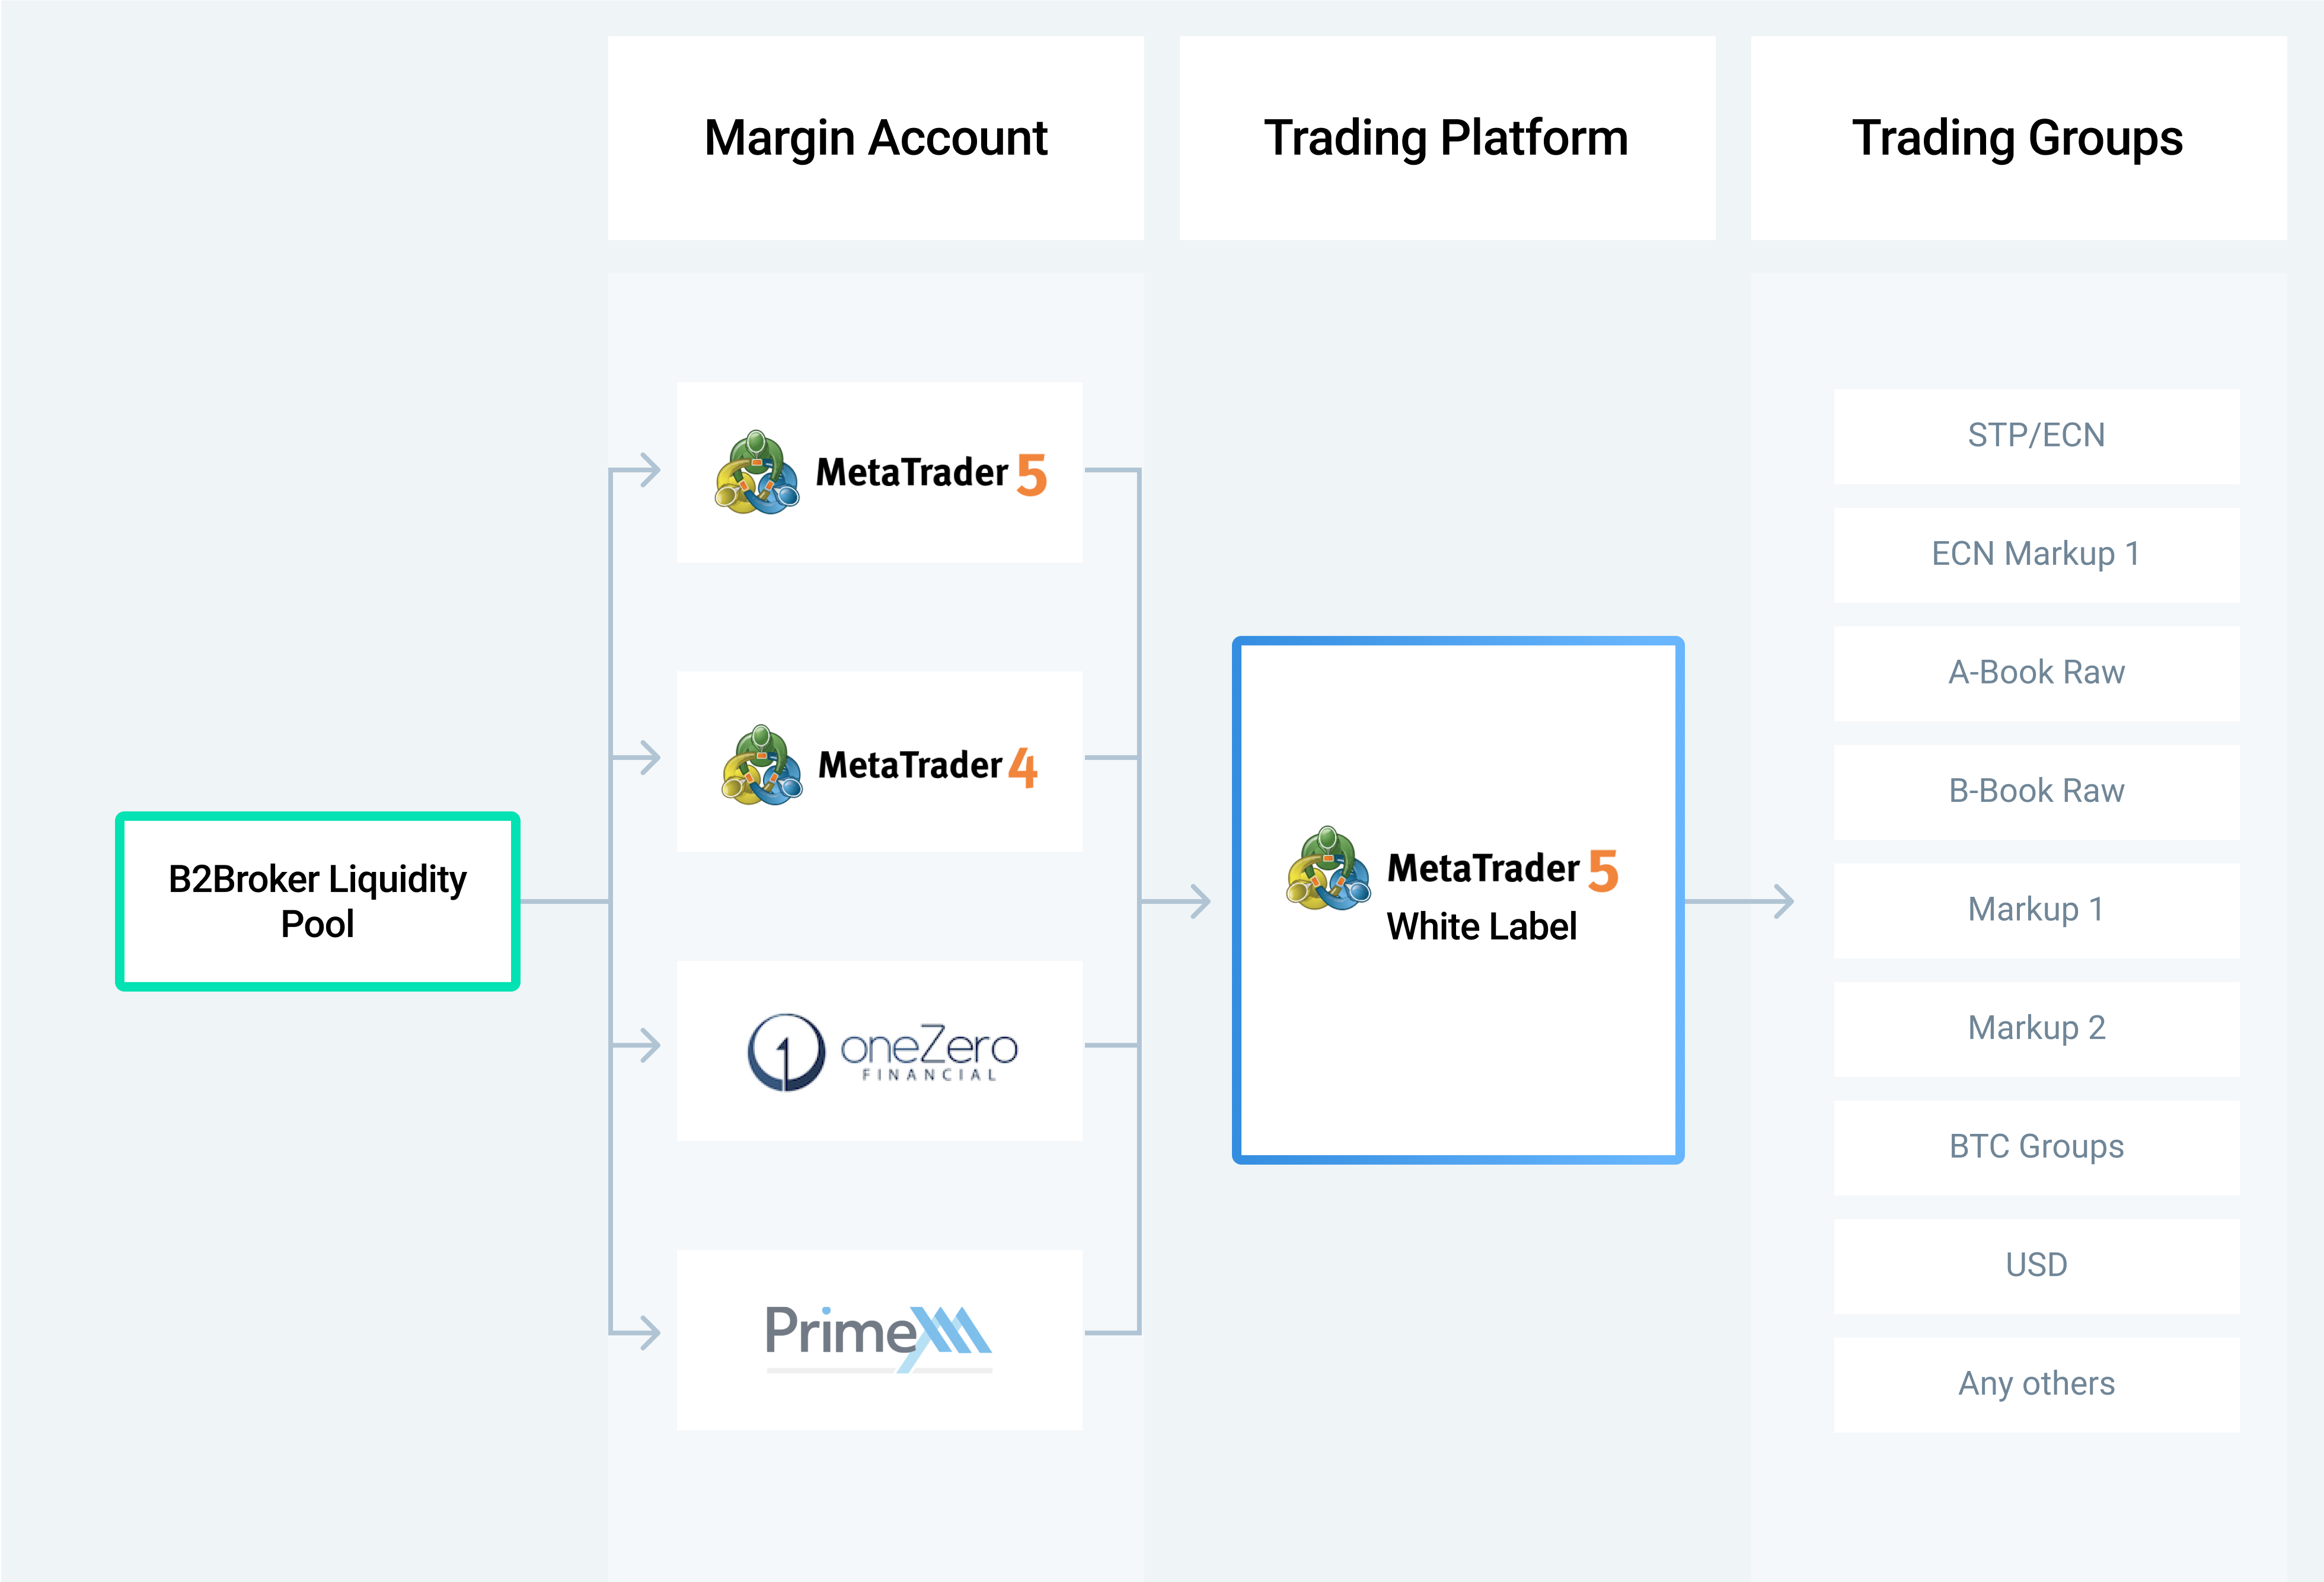 Margin Account
Trading Platform
Trading Groups
B2Broker Liquidity
Pool
MetaTrader 5
MetaTrader 4
oneZero
FINANCIAL
PrimeXM
MetaTrader 5
White Label
STP/ECN
ECN Markup 1
A-Book Raw
B-Book Raw
Markup 1
Markup 2
BTC Groups
USD
Any others